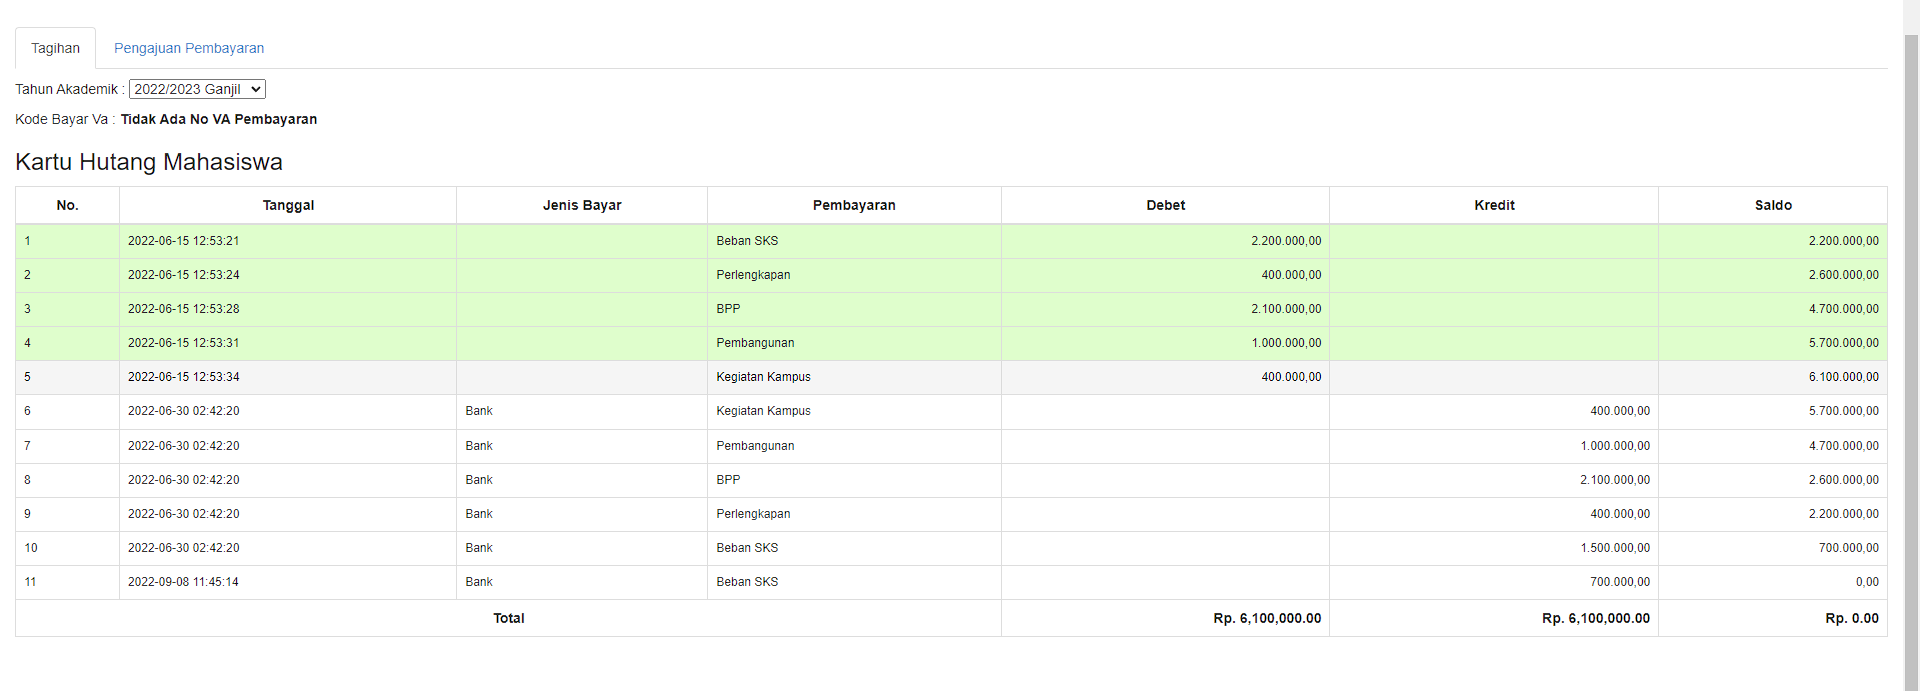 Tagihan Pengajuan Pembayaran
Tahun Akademik : 2022/2023 Ganjil
Kode Bayar Va : Tidak Ada No VA Pembayaran
Kartu Hutang Mahasiswa
No. Tanggal Jenis Bayar Pembayaran Debet Kredit Saldo
1 2022-06-15 12:53:21 Beban SKS 2.200.000,00 2.200.000,00
2 2022-06-15 12:53:24 Perlengkapan 400.000,00 2.600.000,00
3 2022-06-15 12:53:28 BPP 2.100.000,00 4.700.000,00
4 2022-06-15 12:53:31 Pembangunan 1.000.000,00 5.700.000,00
5 2022-06-15 12:53:34 Kegiatan Kampus 400.000,00 6.100.000,00
6 2022-06-30 02:42:20 Bank Kegiatan Kampus 400.000,00 5.700.000,00
7 2022-06-30 02:42:20 Bank Pembangunan 1.000.000,00 4.700.000,00
8 2022-06-30 02:42:20 Bank BPP 2.100.000,00 2.600.000,00
9 2022-06-30 02:42:20 Bank Perlengkapan 400.000,00 2.200.000,00
10 2022-06-30 02:42:20 Bank Beban SKS 1.500.000,00 700.000,00
11 2022-09-08 11:45:14 Bank Beban SKS 700.000,00 0,00
Total Rp. 6,100,000.00 Rp. 6,100,000.00 Rp. 0.00